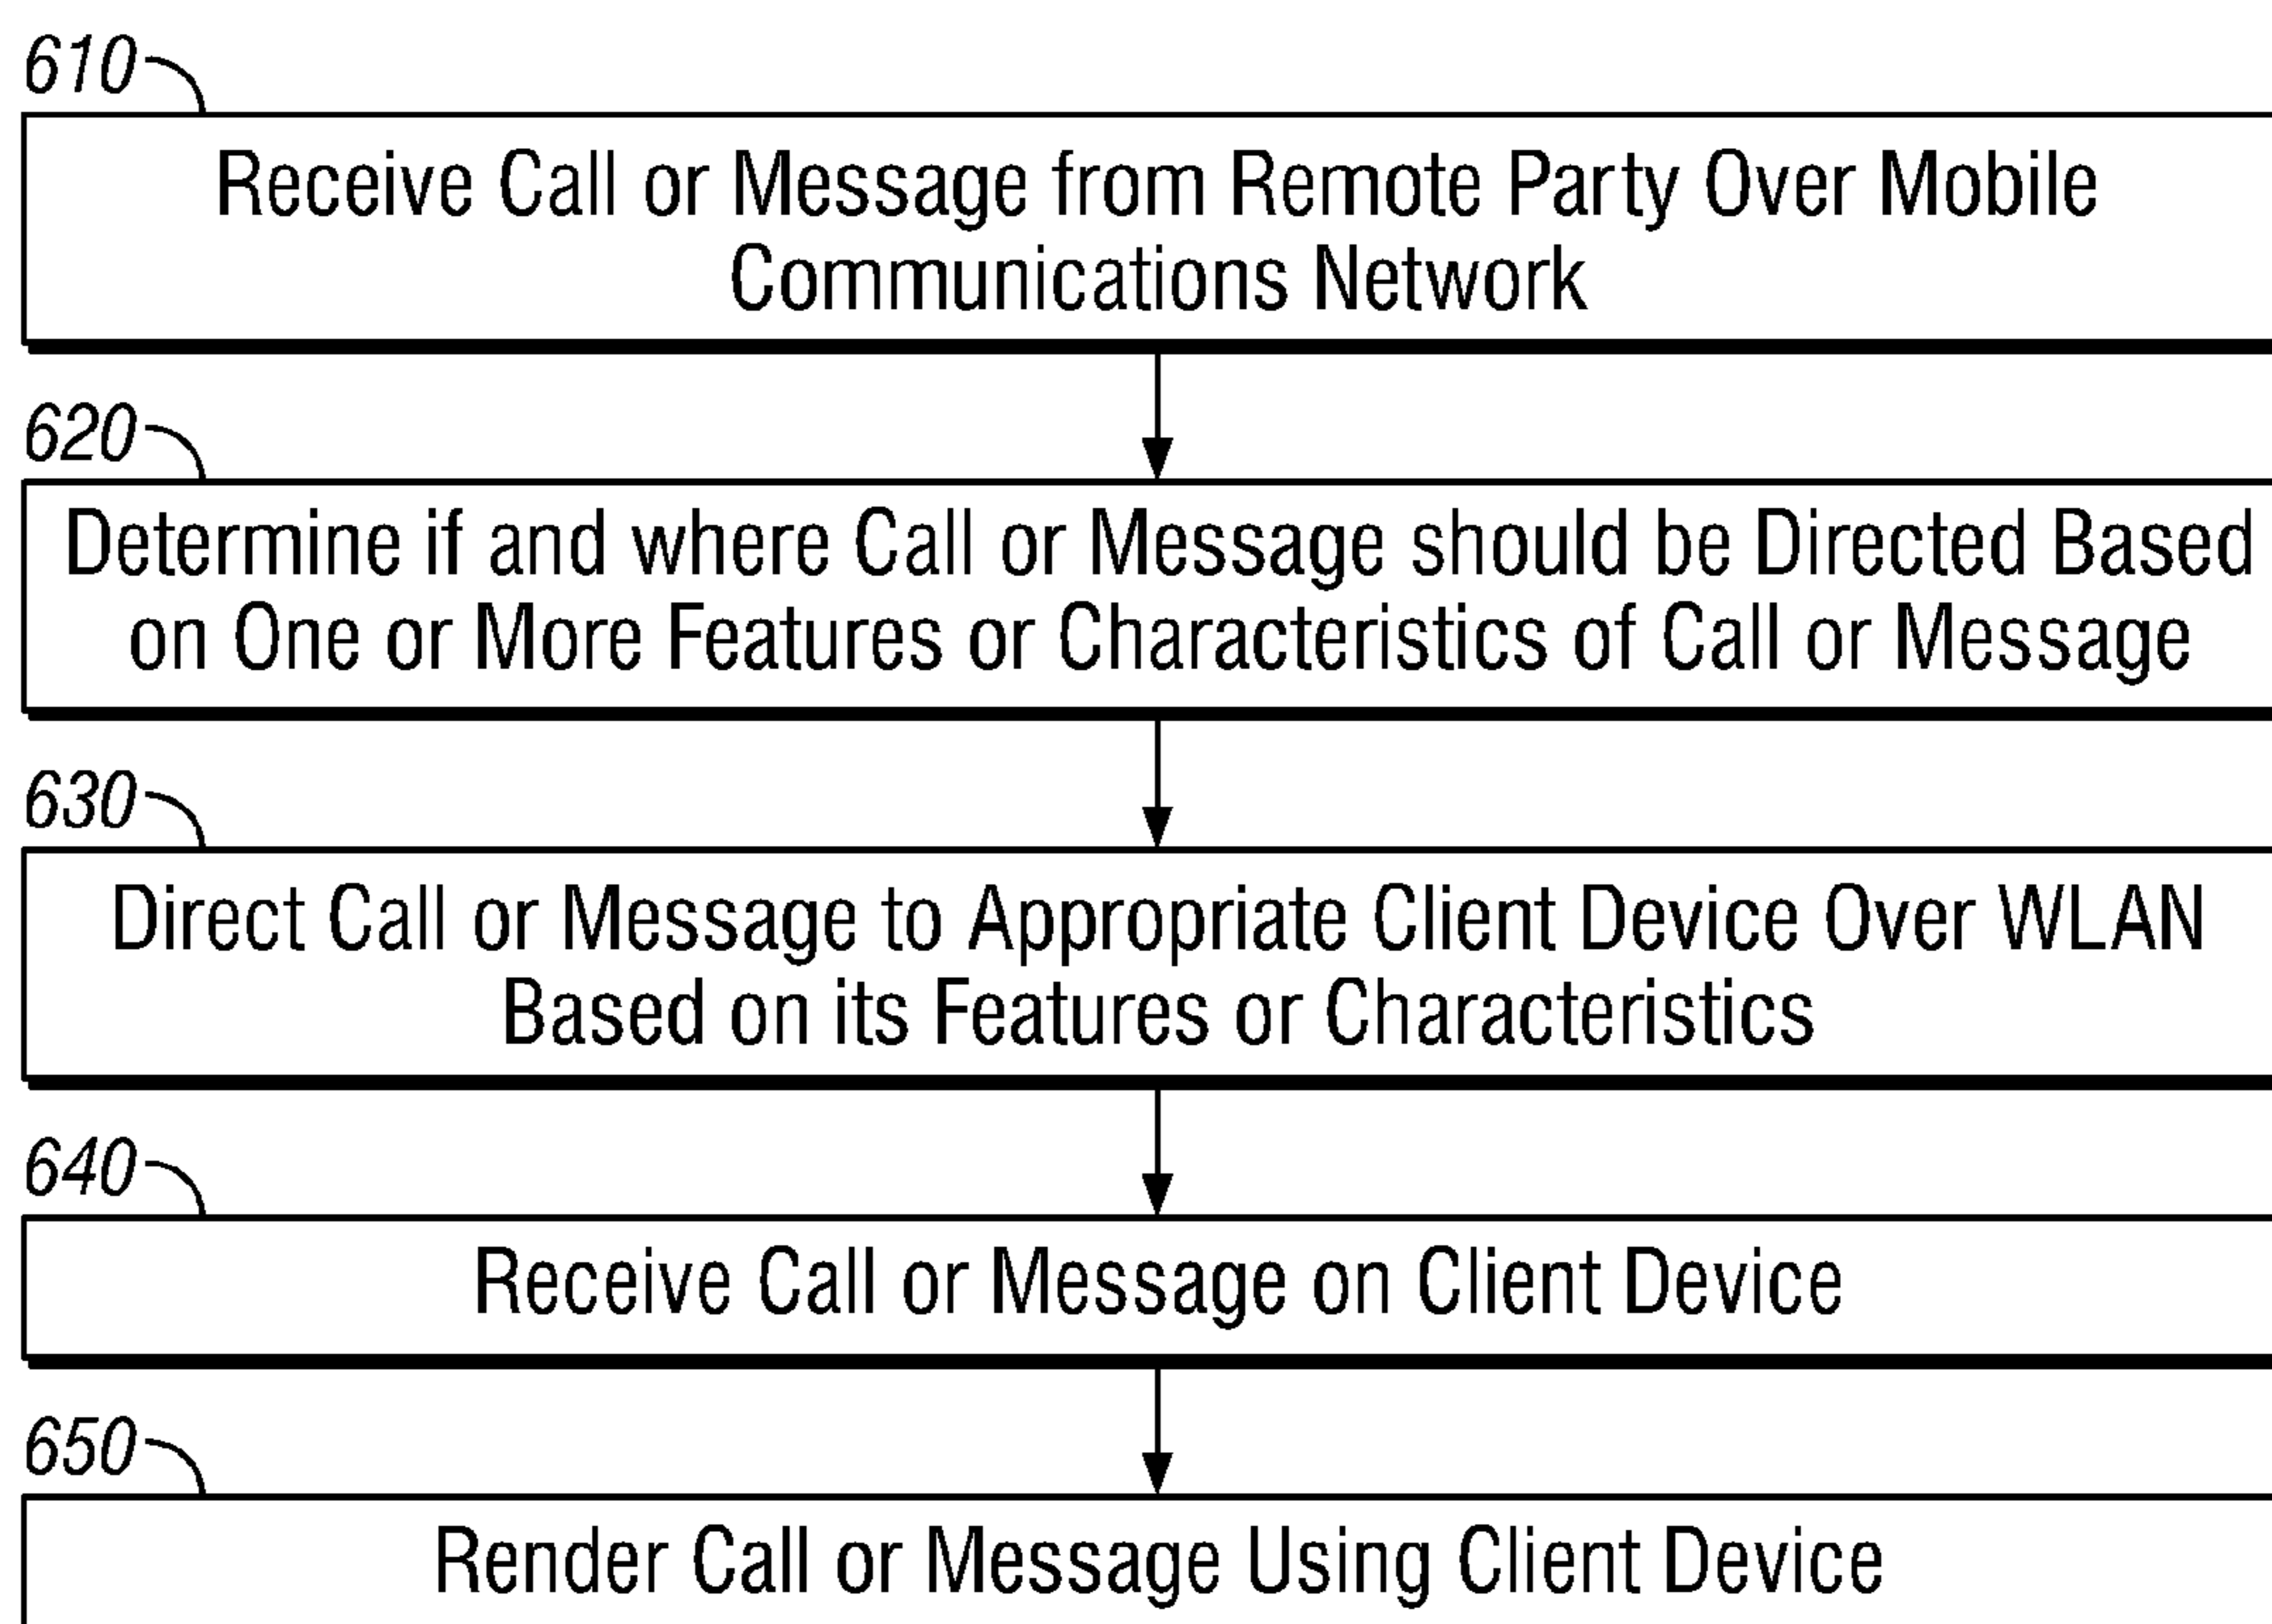 610
Receive Call or Message from Remote Party Over Mobile
Communications Network
620
Determine if and where Call or Message should be Directed Based
on One or More Features or Characteristics of Call or Message
630
Direct Call or Message to Appropriate Client Device Over WLAN
Based on its Features or Characteristics
640
Receive Call or Message on Client Device
650
Render Call or Message Using Client Device